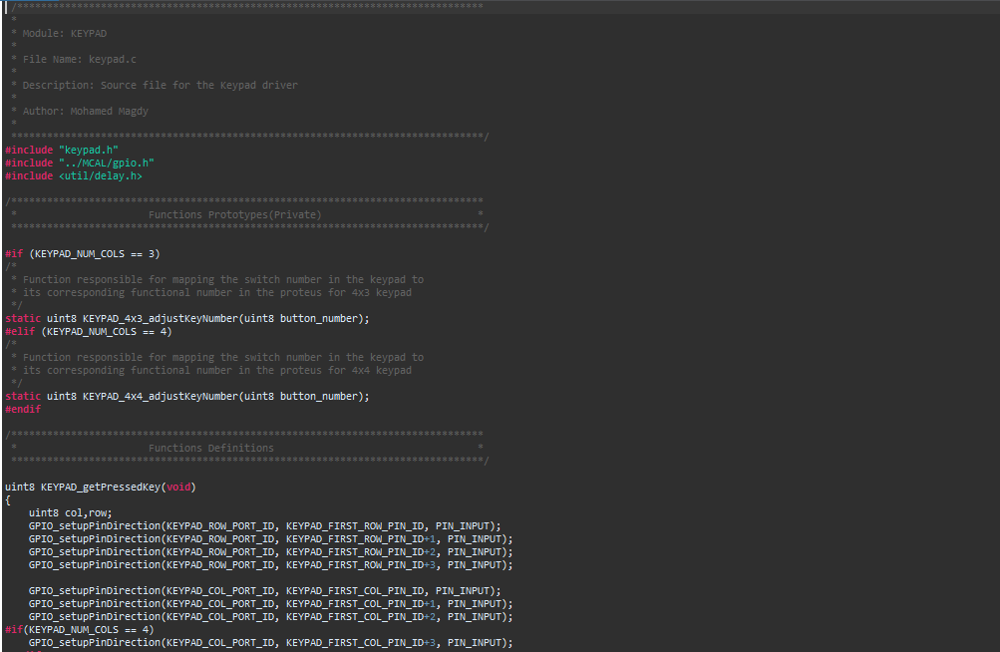 /*******************************************************************************
 *
 * Module: KEYPAD
 *
 * File Name: keypad.c
 *
 * Description: Source file for the Keypad driver
 *
 * Author: Mohamed Magdy
 *
 *******************************************************************************/
#include "keypad.h"
#include "../MCAL/gpio.h"
#include <util/delay.h>

/*******************************************************************************
 *                      Functions Prototypes(Private)                          *
 *******************************************************************************/

#if (KEYPAD_NUM_COLS == 3)
/*
 * Function responsible for mapping the switch number in the keypad to
 * its corresponding functional number in the proteus for 4x3 keypad
 */
static uint8 KEYPAD_4x3_adjustKeyNumber(uint8 button_number);
#elif (KEYPAD_NUM_COLS == 4)
/*
 * Function responsible for mapping the switch number in the keypad to
 * its corresponding functional number in the proteus for 4x4 keypad
 */
static uint8 KEYPAD_4x4_adjustKeyNumber(uint8 button_number);
#endif

/*******************************************************************************
 *                      Functions Definitions                                  *
 *******************************************************************************/

uint8 KEYPAD_getPressedKey(void)
{
    uint8 col,row;
    GPIO_setupPinDirection(KEYPAD_ROW_PORT_ID, KEYPAD_FIRST_ROW_PIN_ID, PIN_INPUT);
    GPIO_setupPinDirection(KEYPAD_ROW_PORT_ID, KEYPAD_FIRST_ROW_PIN_ID+1, PIN_INPUT);
    GPIO_setupPinDirection(KEYPAD_ROW_PORT_ID, KEYPAD_FIRST_ROW_PIN_ID+2, PIN_INPUT);
    GPIO_setupPinDirection(KEYPAD_ROW_PORT_ID, KEYPAD_FIRST_ROW_PIN_ID+3, PIN_INPUT);

    GPIO_setupPinDirection(KEYPAD_COL_PORT_ID, KEYPAD_FIRST_COL_PIN_ID, PIN_INPUT);
    GPIO_setupPinDirection(KEYPAD_COL_PORT_ID, KEYPAD_FIRST_COL_PIN_ID+1, PIN_INPUT);
    GPIO_setupPinDirection(KEYPAD_COL_PORT_ID, KEYPAD_FIRST_COL_PIN_ID+2, PIN_INPUT);
#if(KEYPAD_NUM_COLS == 4)
    GPIO_setupPinDirection(KEYPAD_COL_PORT_ID, KEYPAD_FIRST_COL_PIN_ID+3, PIN_INPUT);